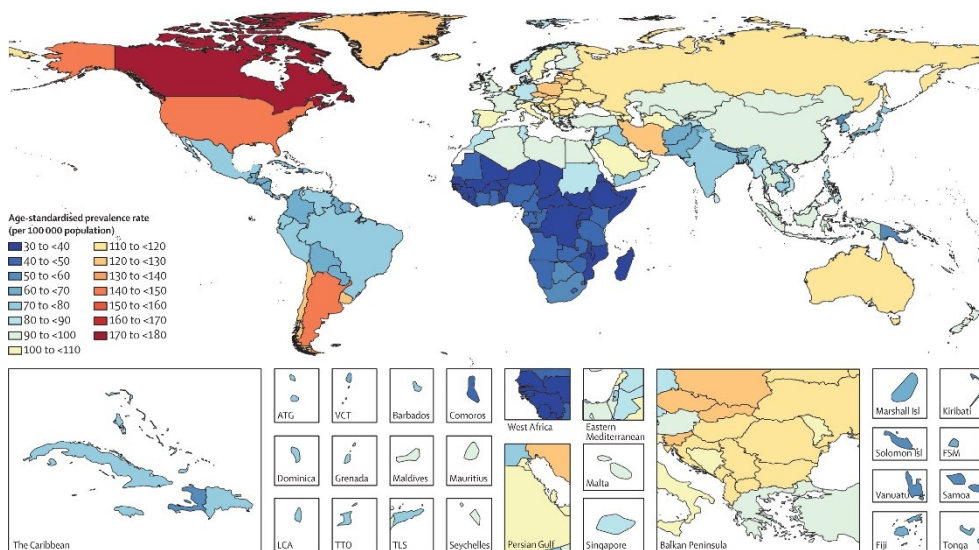 Age-standardised prevalence rate
(per 100 000 population)
30 to <40
40 to <50
50 to <60
60 to <70
70 to <80
80 to <90
90 to <100
100 to <110
110 to <120
120 to <130
130 to <140
140 to <150
150 to <160
160 to <170
170 to <180
The Caribbean
ATG
VCT
Barbados
Comoros
Dominica
Grenada
Maldives
Mauritius
LCA
TTO
TLS
Seychelles
West Africa
Eastern
Mediterranean
Persian Gulf
Malta
Singapore
Balkan Peninsula
Marshall Isl
Kiribati
Solomon Isl
FSM
Vanuatu
Samoa
Fiji
Tonga